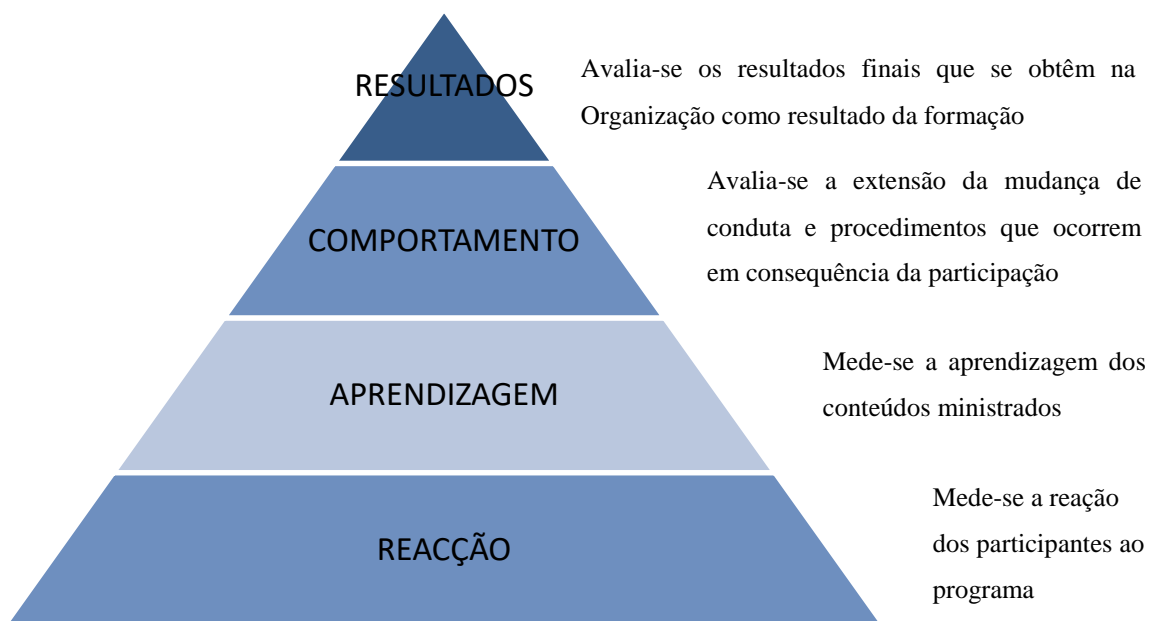 RESULTADOS
Avalia-se os resultados finais que se obtêm na
Organização como resultado da formação
COMPORTAMENTO
Avalia-se a extensão da mudança de
conduta e procedimentos que ocorrem
em consequência da participação
APRENDIZAGEM
Mede-se a aprendizagem dos
conteúdos ministrados
REACÇÃO
Mede-se a reação
dos participantes ao
programa